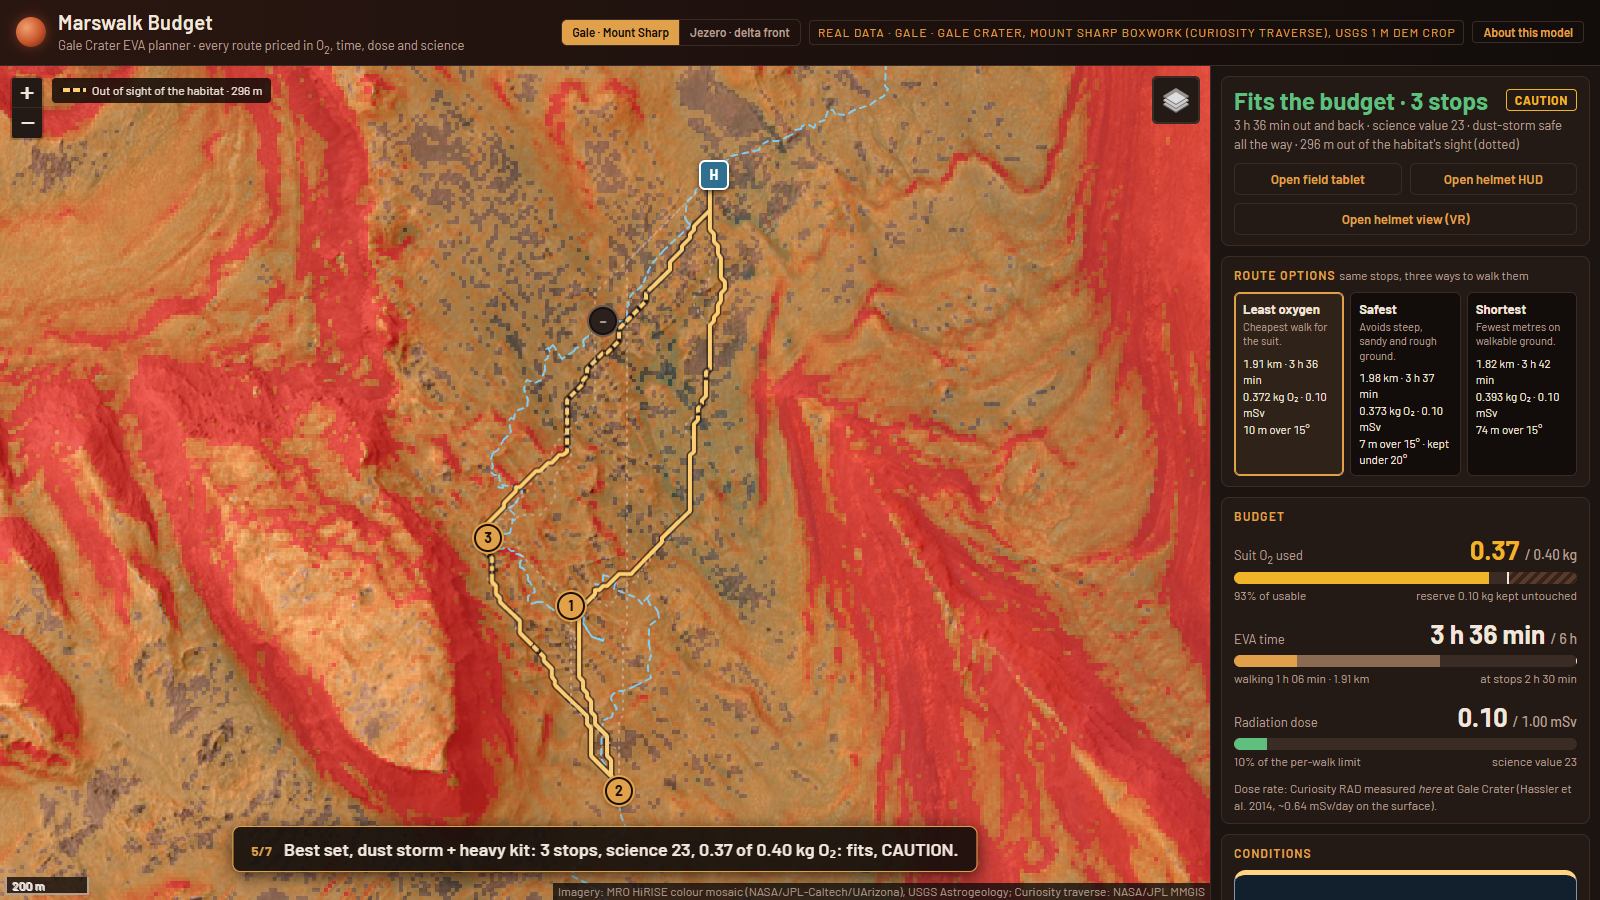 Marswalk Budget
Gale Crater EVA planner · every route priced in O₂, time, dose and science
Gale · Mount Sharp
Jezero · delta front
REAL DATA · GALE · GALE CRATER, MOUNT SHARP BOXWORK (CURIOSITY TRAVERSE), USGS 1 M DEM CROP
About this model
+
−
Out of sight of the habitat · 296 m
H
–
3
1
2
5/7 Best set, dust storm + heavy kit: 3 stops, science 23, 0.37 of 0.40 kg O₂: fits, CAUTION.
200 m
Imagery: MRO HiRISE colour mosaic (NASA/JPL-Caltech/UArizona), USGS Astrogeology; Curiosity traverse: NASA/JPL MMGIS
Fits the budget · 3 stops
CAUTION
3 h 36 min out and back · science value 23 · dust-storm safe
all the way · 296 m out of the habitat's sight (dotted)
Open field tablet
Open helmet HUD
Open helmet view (VR)
ROUTE OPTIONS same stops, three ways to walk them
Least oxygen
Cheapest walk for
the suit.
1.91 km · 3 h 36
min
0.372 kg O₂ · 0.10
mSv
10 m over 15°
Safest
Avoids steep,
sandy and rough
ground.
1.98 km · 3 h 37
min
0.373 kg O₂ · 0.10
mSv
7 m over 15° · kept
under 20°
Shortest
Fewest metres on
walkable ground.
1.82 km · 3 h 42
min
0.393 kg O₂ · 0.10
mSv
74 m over 15°
BUDGET
Suit O₂ used
0.37 / 0.40 kg
93% of usable
reserve 0.10 kg kept untouched
EVA time
3 h 36 min / 6 h
walking 1 h 06 min · 1.91 km
at stops 2 h 30 min
Radiation dose
0.10 / 1.00 mSv
10% of the per-walk limit
science value 23
Dose rate: Curiosity RAD measured here at Gale Crater (Hassler et
al. 2014, ~0.64 mSv/day on the surface).
CONDITIONS